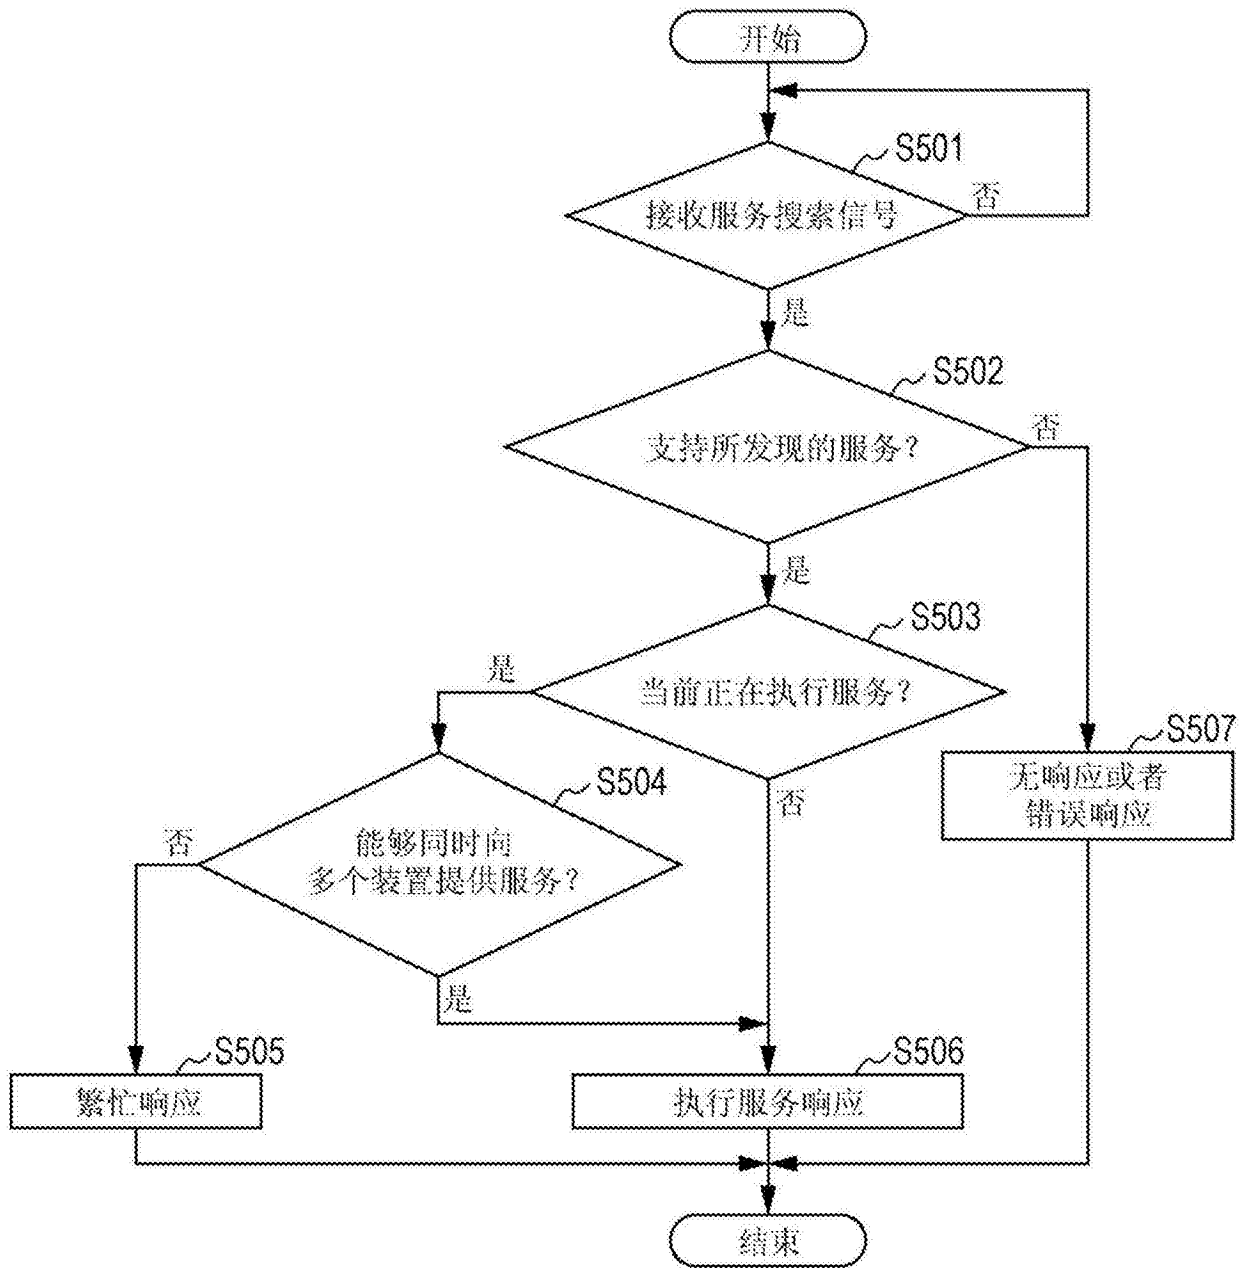 开始
S501
接收服务搜索信号
否
是
S502
支持所发现的服务?
否
是
S503
当前正在执行服务?
是
否
S507
无响应或者
错误响应
S504
能够同时向
多个装置提供服务?
否
是
S505
繁忙响应
S506
执行服务响应
结束